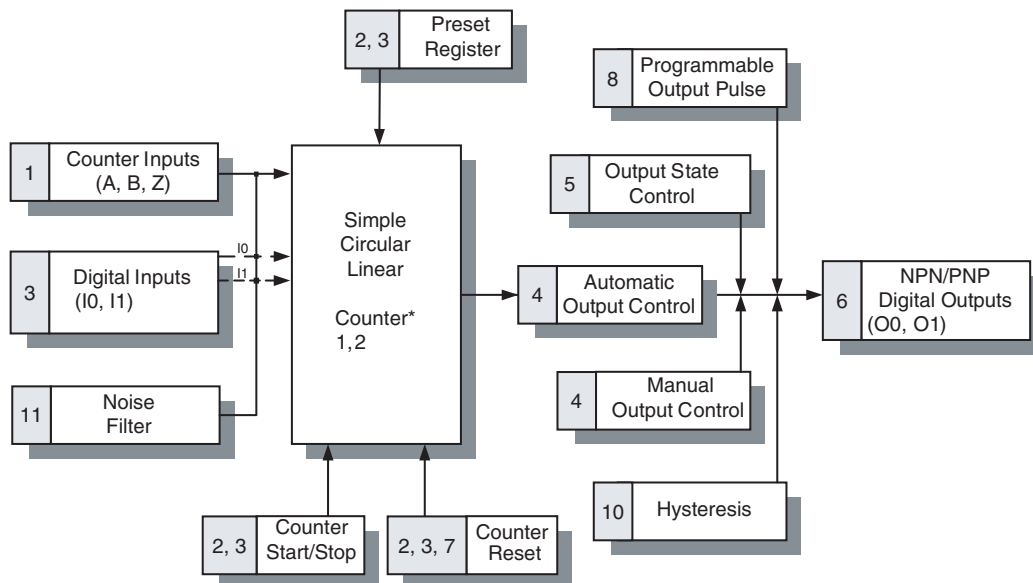 2, 3
Preset
Register
8
Programmable
Output Pulse
1
Counter Inputs
(A, B, Z)
5
Output State
Control
3
Digital Inputs
(I0, I1)
I0
I1
Simple
Circular
Linear
Counter*
1,2
4
Automatic
Output Control
6
NPN/PNP
Digital Outputs
(O0, O1)
11
Noise
Filter
4
Manual
Output Control
10
Hysteresis
2, 3
Counter
Start/Stop
2, 3, 7
Counter
Reset